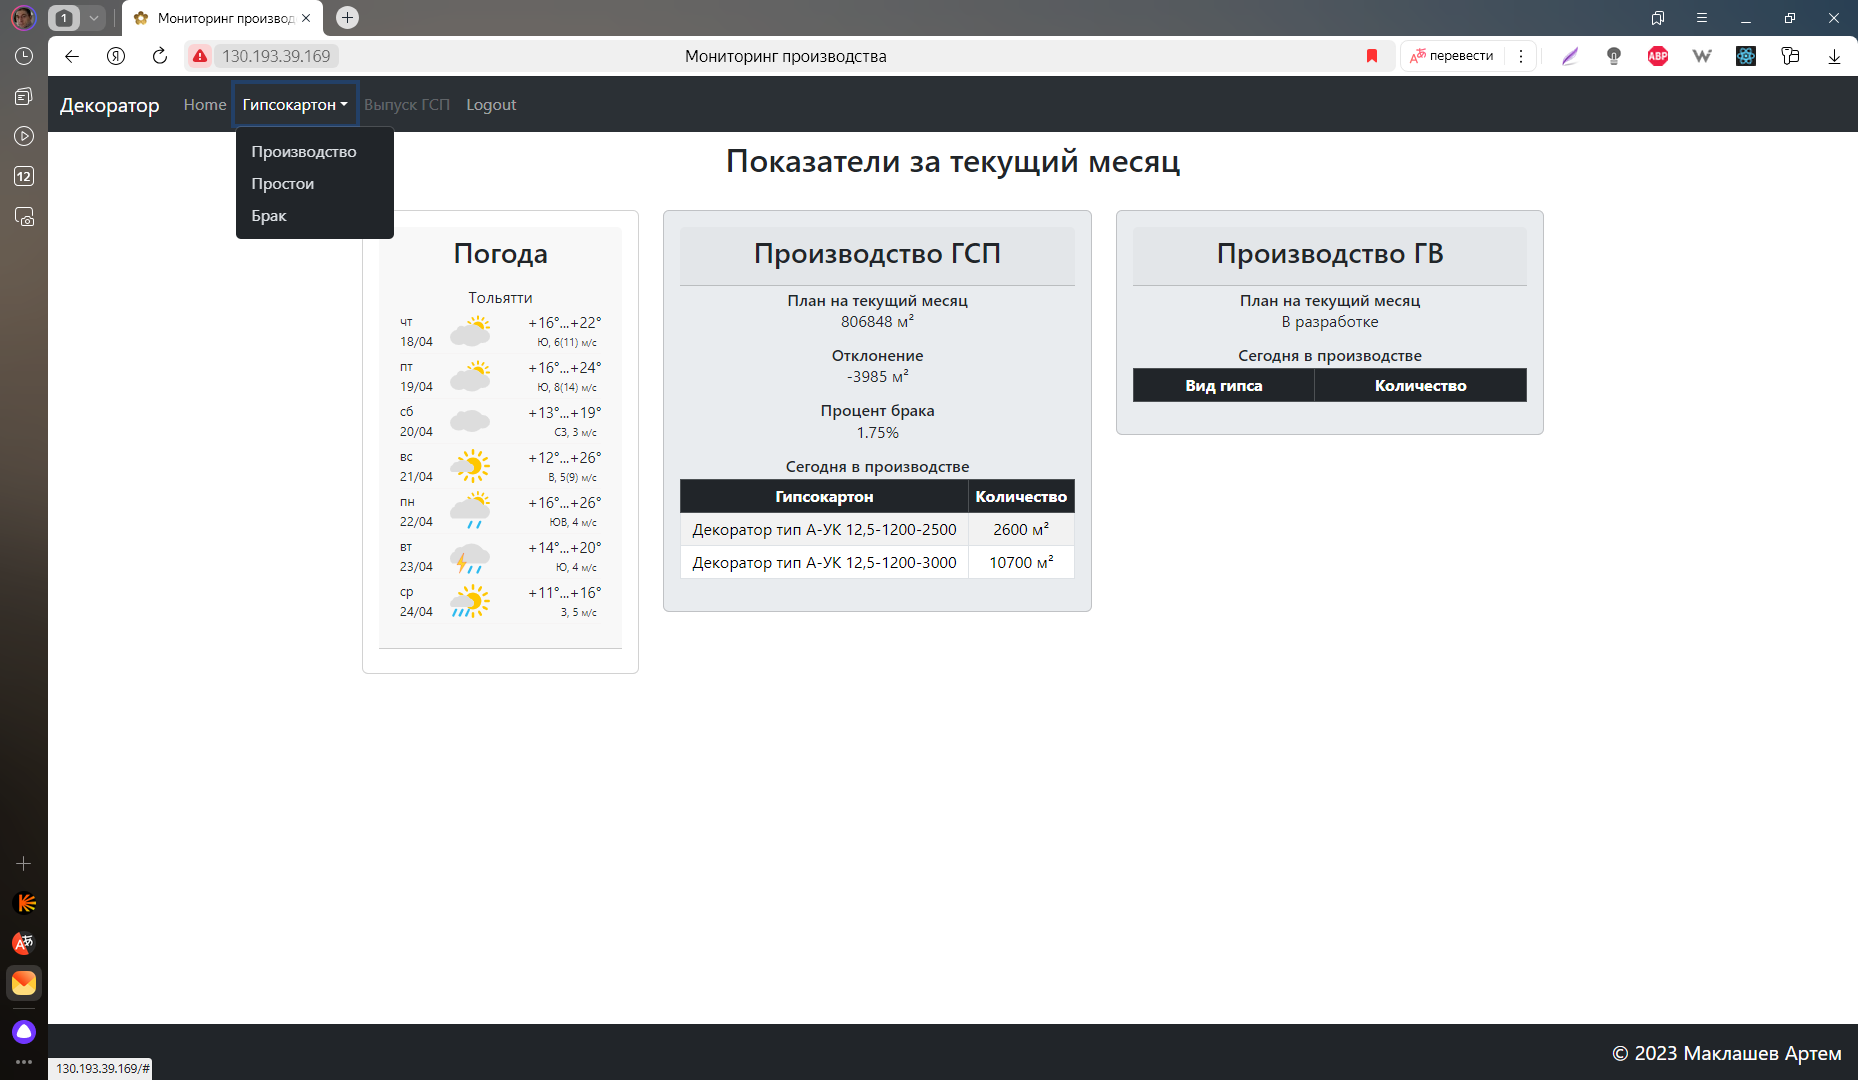 1
Мониторинг производ
130.193.39.169
Мониторинг производства
перевести
ABP
12
Декоратор
Home
Гипсокартон
Выпуск ГСП
Logout
Производство
Простои
Брак
Показатели за текущий месяц
Погода
Тольятти
чт
18/04
+16°...+22°
Ю, 6(11) м/с
пт
19/04
+16°...+24°
Ю, 8(14) м/с
сб
20/04
+13°...+19°
СЗ, 3 м/с
вс
21/04
+12°...+26°
В, 5(9) м/с
пн
22/04
+16°...+26°
ЮВ, 4 м/с
вт
23/04
+14°...+20°
Ю, 4 м/с
ср
24/04
+11°...+16°
З, 5 м/с
Производство ГСП
План на текущий месяц
806848 м²
Отклонение
-3985 м²
Процент брака
1.75%
Сегодня в производстве
Гипсокартон Количество
Декоратор тип А-УК 12,5-1200-2500 2600 м²
Декоратор тип А-УК 12,5-1200-3000 10700 м²
Производство ГВ
План на текущий месяц
В разработке
Сегодня в производстве
Вид гипса Количество
© 2023 Маклашев Артем
130.193.39.169/#